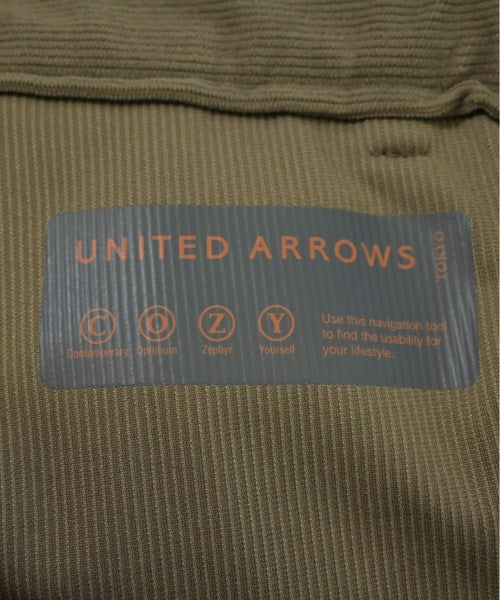 UNITED ARROWS
TOKYO
C O Z Y
Contemporary Optimum Zephyr Yourself
Use this navigation tool
to find the usability for
your lifestyle.